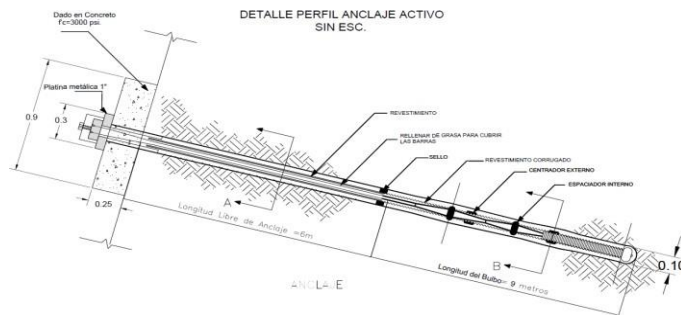 DETALLE PERFIL ANCLAJE ACTIVO
SIN ESC.
Dado en Concreto
f'c=3000 psi.
Platina metálica 1"
0.9
0.3
0.25
REVESTIMIENTO
RELLENAR DE GRASA PARA CUBRIR
LAS BARRAS
SELLO
REVESTIMIENTO CORRUGADO
CENTRADOR EXTERNO
ESPACIADOR INTERNO
A
Longitud Libre de Anclaje =6m
B
Longitud del Bulbo= 9 metros
0.10
ANCLAJE